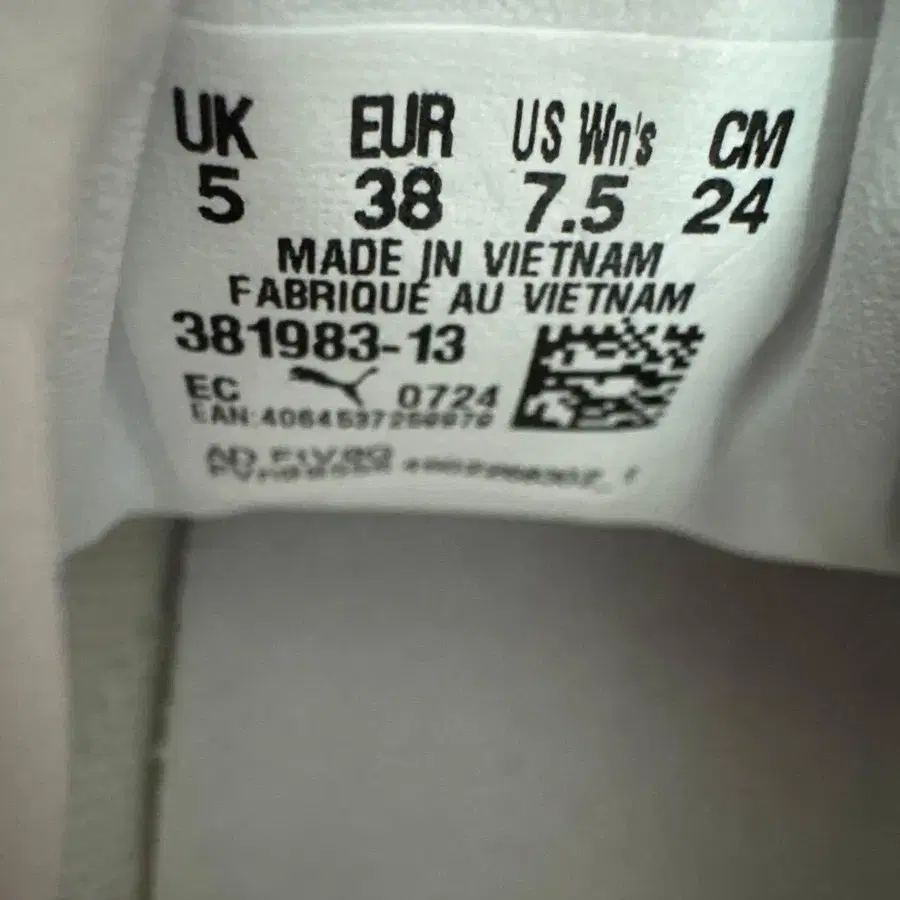 UK EUR US Wn's CM
5 38 7.5 24
MADE IN VIETNAM
FABRIQUÉ AU VIETNAM
381983-13
EC 0724
EAN: